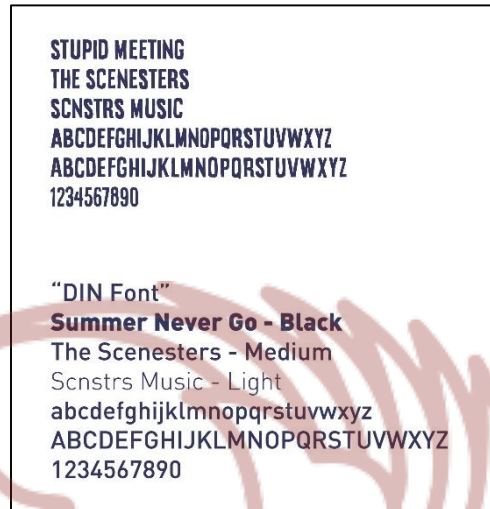 STUPID MEETING
THE SCENESTERS
SCNSTRS MUSIC
ABCDEFGHIJKLMNOPQRSTUVWXYZ
ABCDEFGHIJKLMNOPQRSTUVWXYZ
1234567890
“DIN Font”
Summer Never Go - Black
The Scenesters - Medium
Scnstrs Music - Light
abcdefghijklmnopqrstuvwxyz
ABCDEFGHIJKLMNOPQRSTUVWXYZ
1234567890